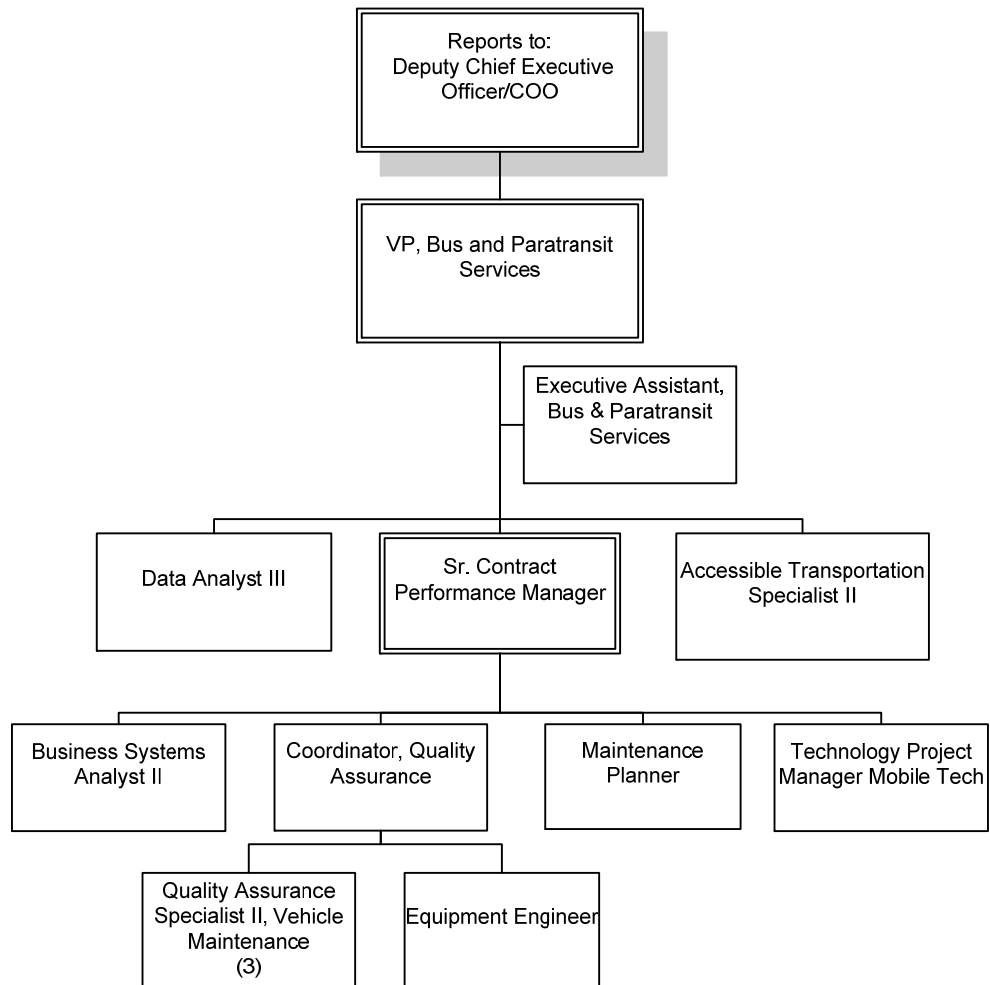 Reports to:
Deputy Chief Executive
Officer/COO
VP, Bus and Paratransit
Services
Executive Assistant,
Bus & Paratransit
Services
Data Analyst III
Sr. Contract
Performance Manager
Accessible Transportation
Specialist II
Business Systems
Analyst II
Coordinator, Quality
Assurance
Maintenance
Planner
Technology Project
Manager Mobile Tech
Quality Assurance
Specialist II, Vehicle
Maintenance
(3)
Equipment Engineer